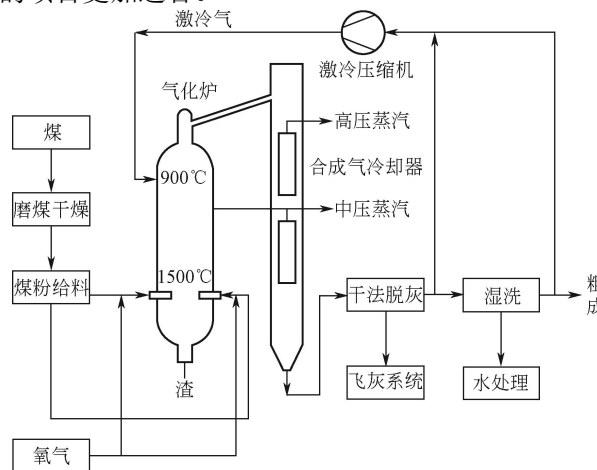 激冷气
激冷压缩机
气化炉
高压蒸汽
煤
合成气冷却器
900℃
磨煤干燥
中压蒸汽
1500℃
煤粉给料
干法脱灰
湿洗
粗
成
渣
飞灰系统
水处理
氧气